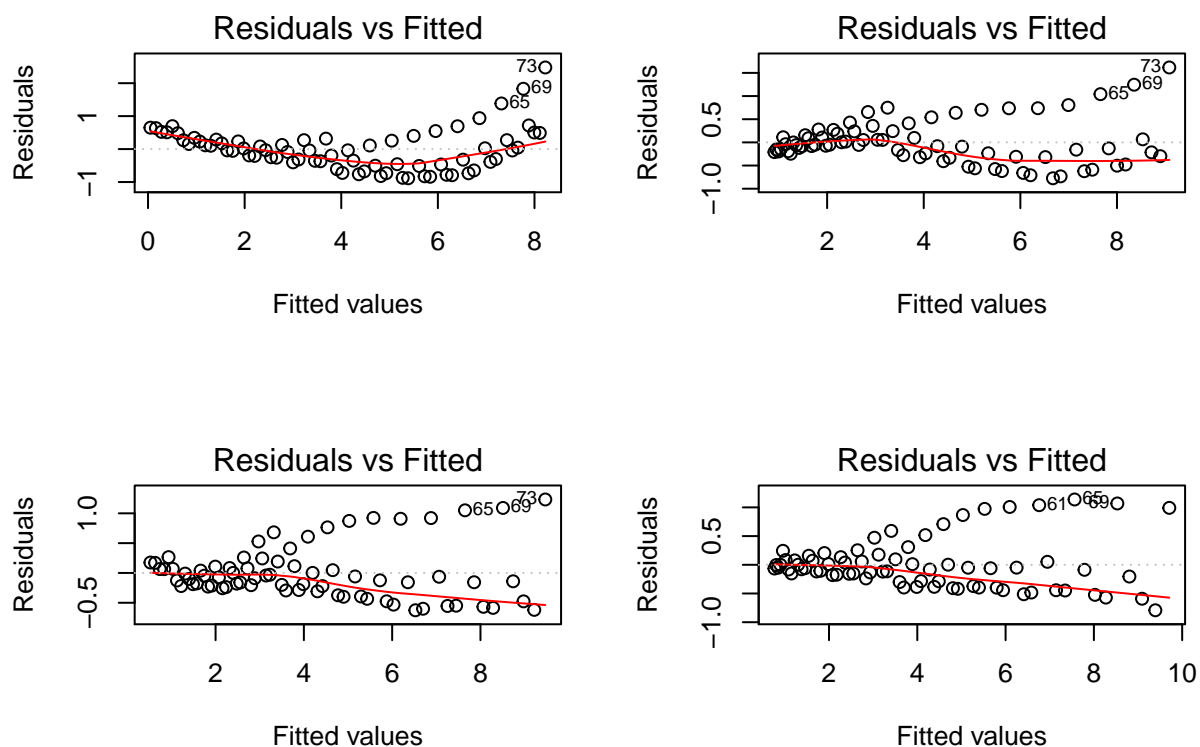 Residuals vs Fitted
Residuals
1
−1
73
69
65
0 2 4 6 8
Fitted values
Residuals vs Fitted
Residuals
0.5
−1.0
73
69
65
2 4 6 8
Fitted values
Residuals vs Fitted
Residuals
1.0
−0.5
73
69
65
2 4 6 8
Fitted values
Residuals vs Fitted
Residuals
0.5
−1.0
65
69
61
2 4 6 8 10
Fitted values